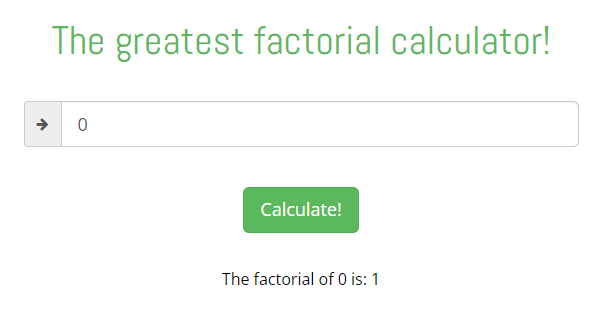 The greatest factorial calculator!
0
Calculate!
The factorial of 0 is: 1